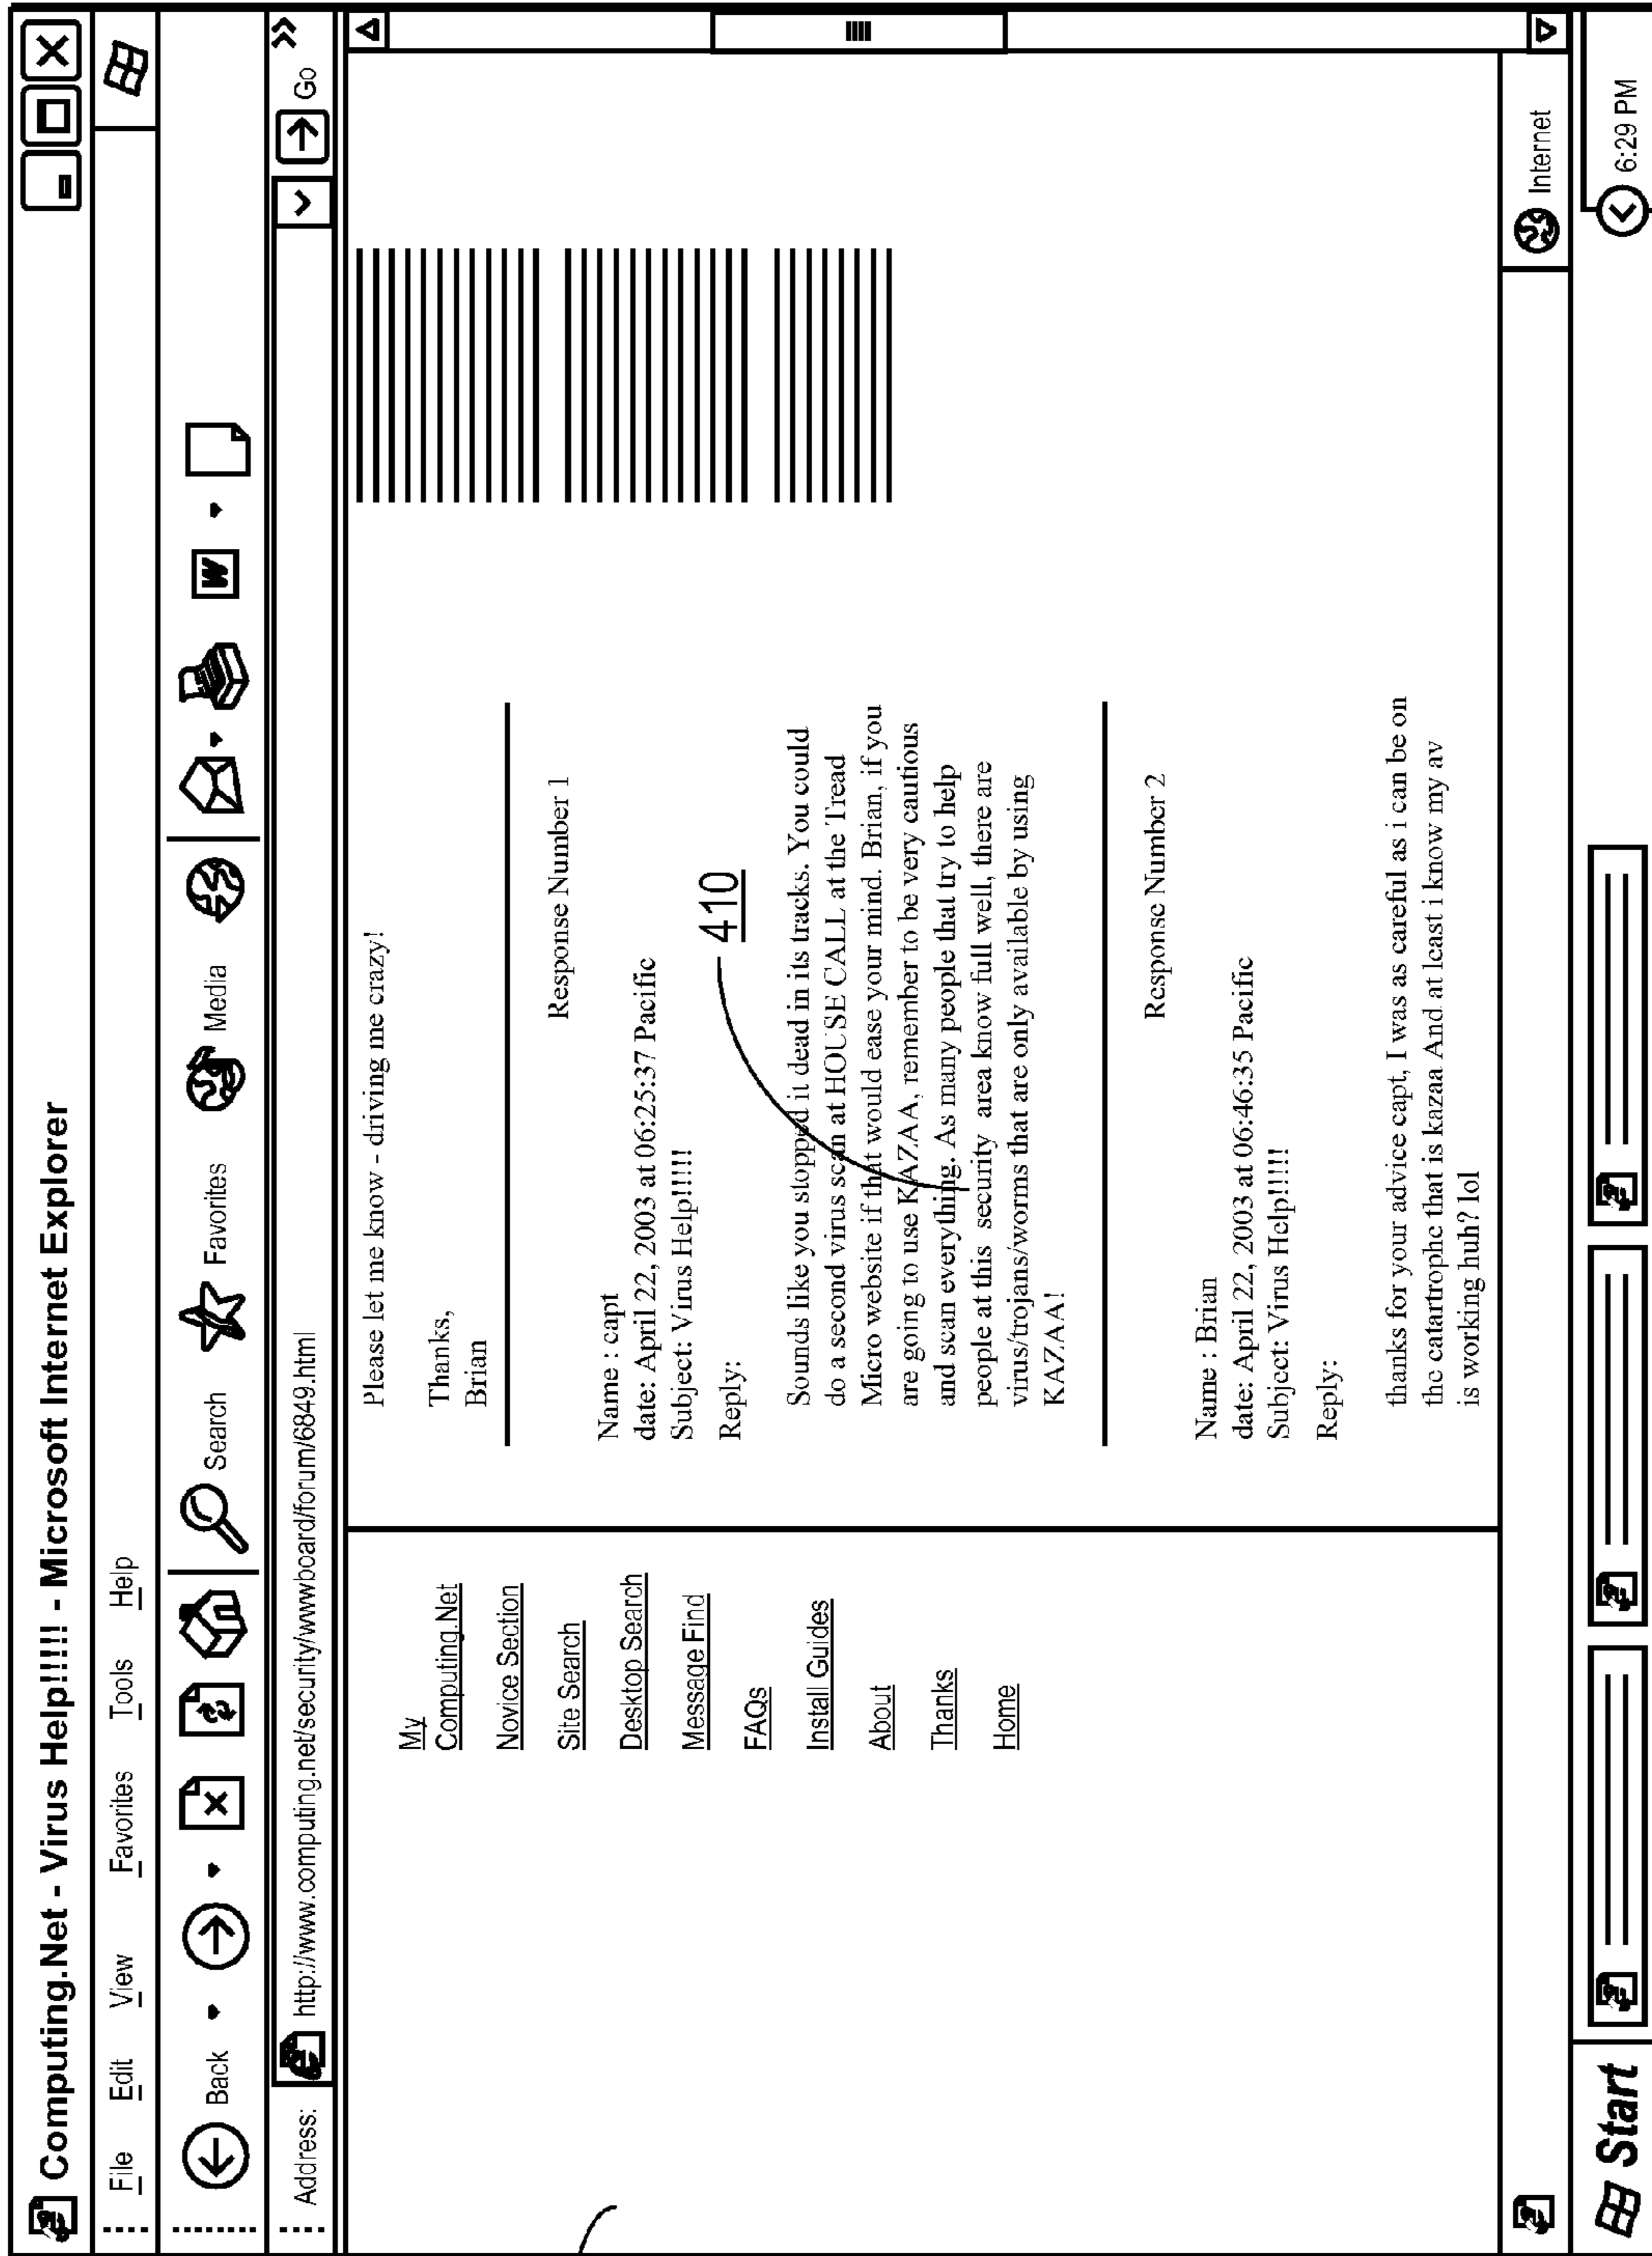 Computing.Net - Virus Help!!!!! - Microsoft Internet Explorer
File Edit View Favorites Tools Help
Back Search Favorites Media W
Address: http://www.computing.net/security/wwwboard/forum/6849.html Go
My
Computing.Net
Novice Section
Site Search
Desktop Search
Message Find
FAQs
Install Guides
About
Thanks
Home
Please let me know - driving me crazy!
Thanks,
Brian
Response Number 1
Name : capt
date: April 22, 2003 at 06:25:37 Pacific
Subject: Virus Help!!!!!
Reply:
410
Sounds like you stopped it dead in its tracks. You could
do a second virus scan at HOUSE CALL at the Tread
Micro website if that would ease your mind. Brian, if you
are going to use KAZAA, remember to be very cautious
and scan everything. As many people that try to help
people at this security area know full well, there are
virus/trojans/worms that are only available by using
KAZAA!
Response Number 2
Name : Brian
date: April 22, 2003 at 06:46:35 Pacific
Subject: Virus Help!!!!!
Reply:
thanks for your advice capt, I was as careful as i can be on
the catartrophe that is kazaa And at least i know my av
is working huh? lol
Internet
Start 6:29 PM